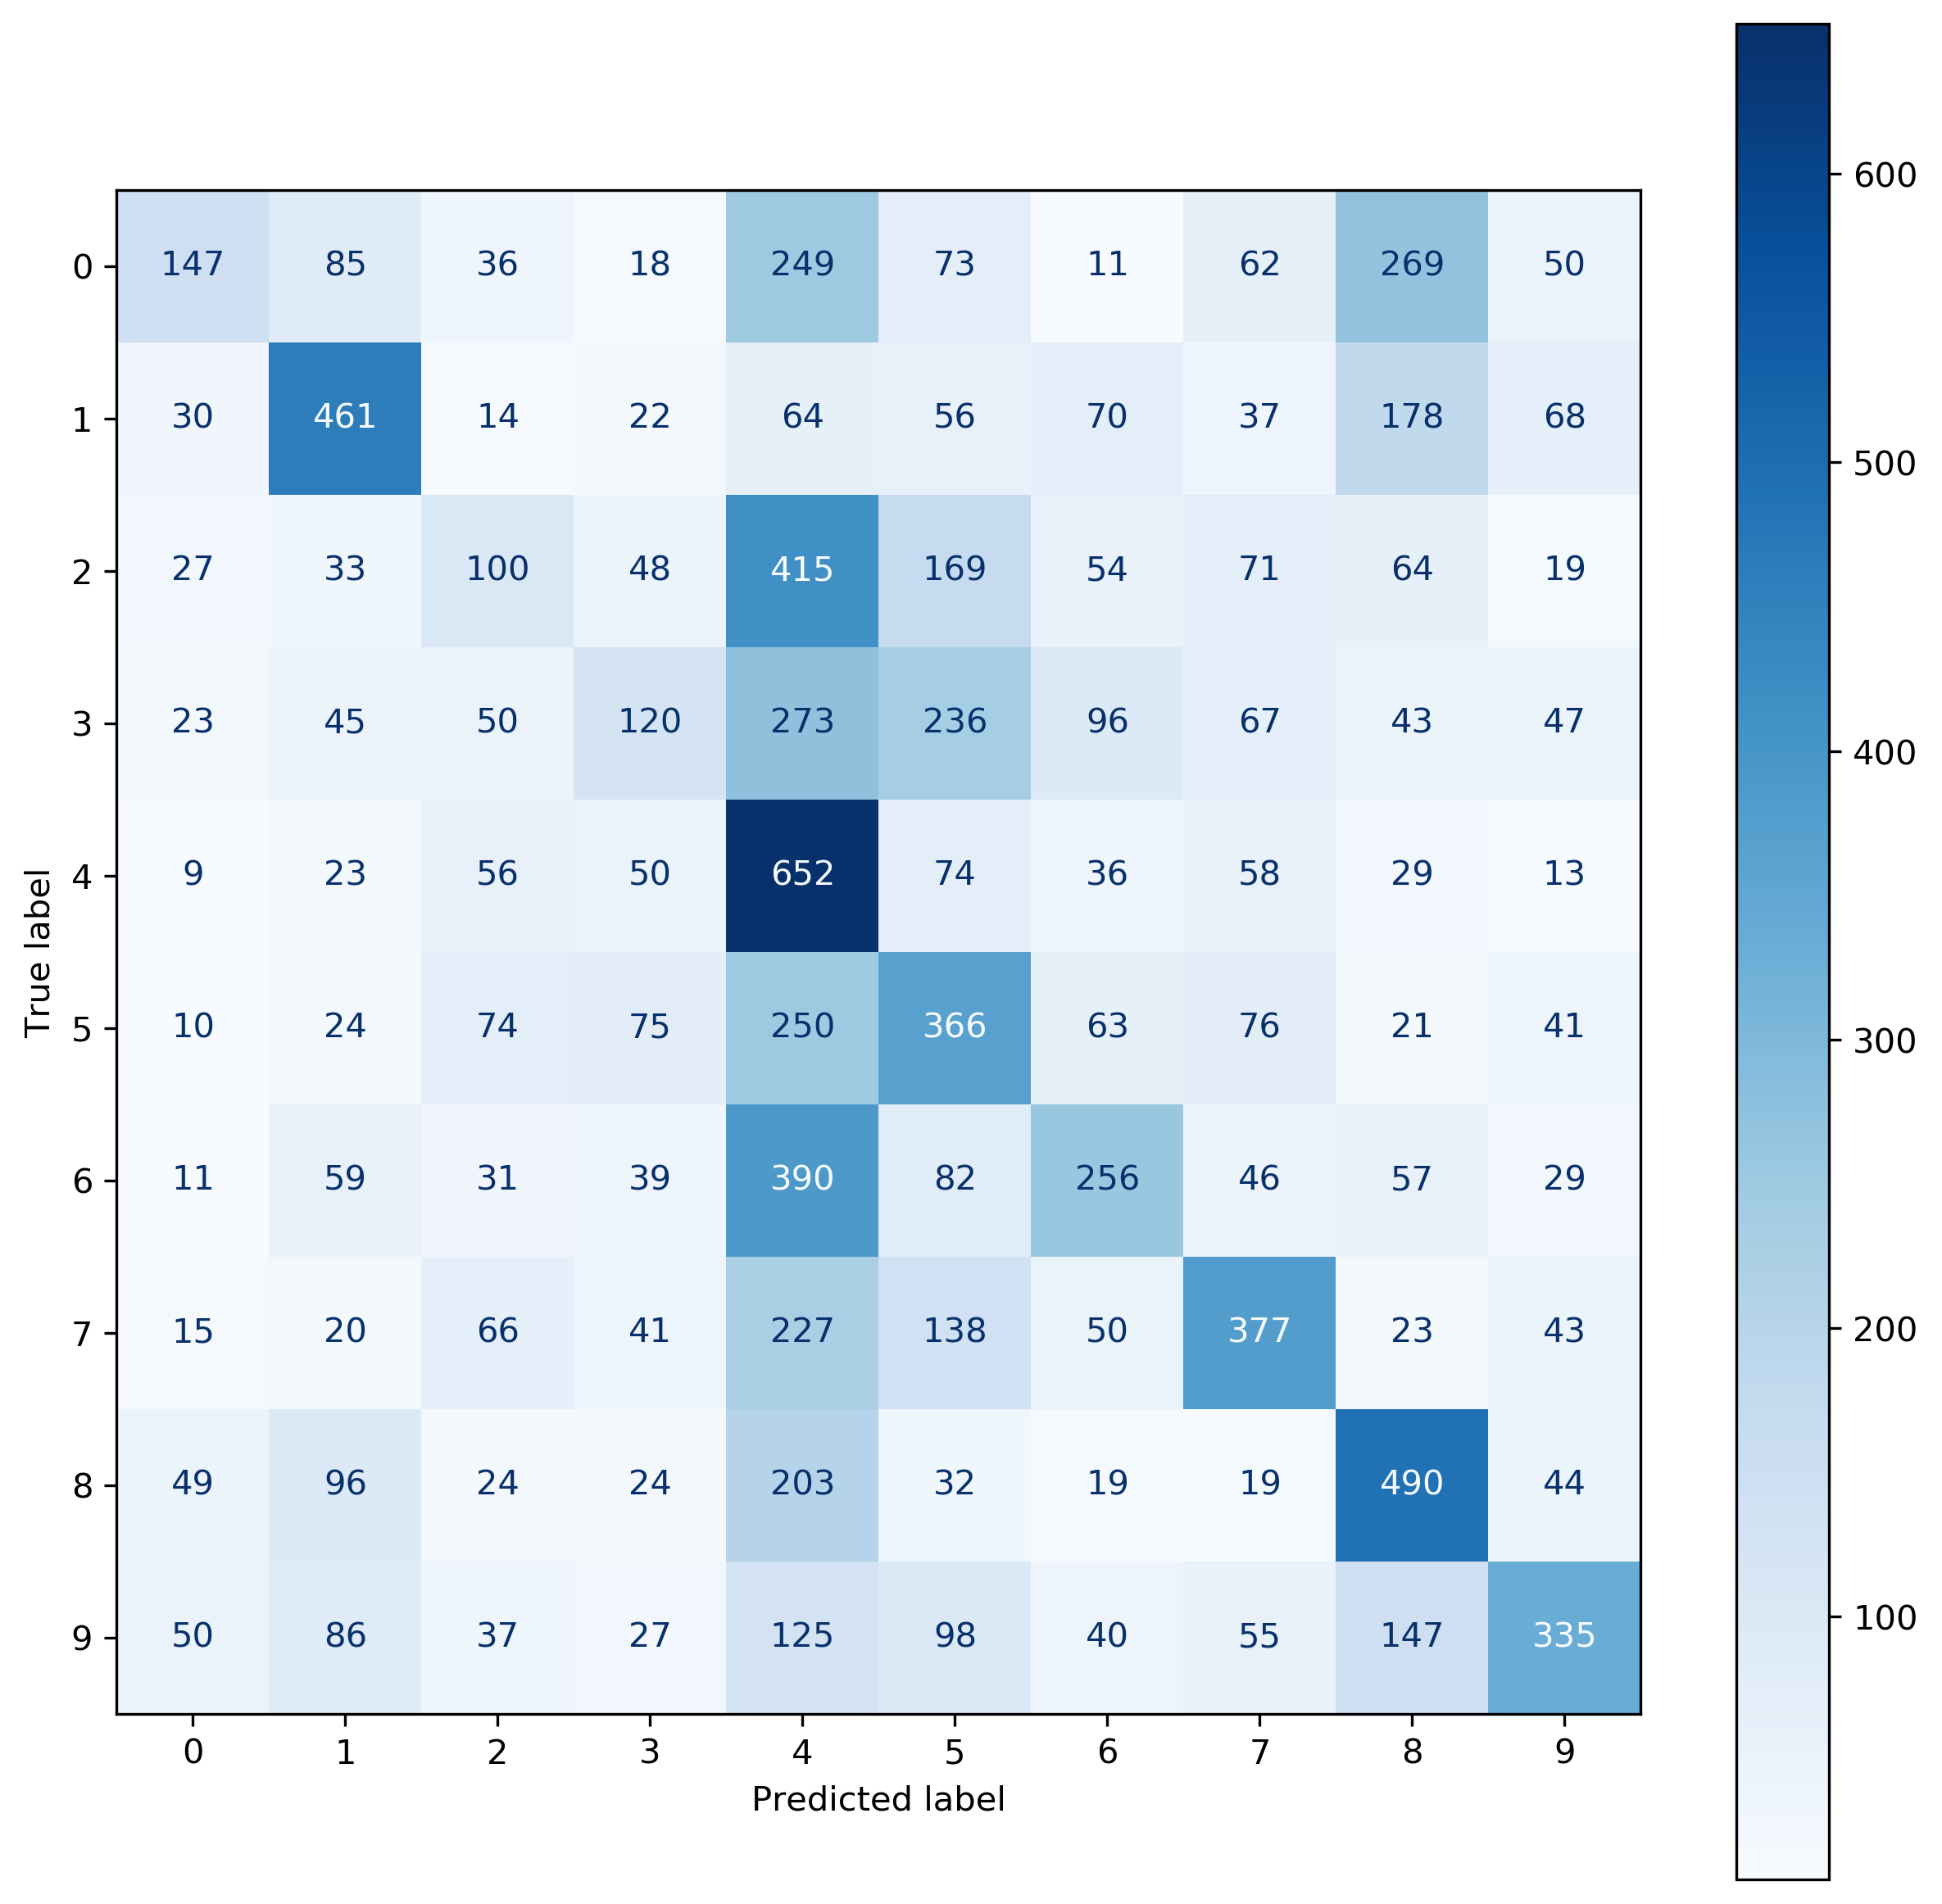 0 147 85 36 18 249 73 11 62 269 50
1 30 461 14 22 64 56 70 37 178 68
2 27 33 100 48 415 169 54 71 64 19
3 23 45 50 120 273 236 96 67 43 47
4 9 23 56 50 652 74 36 58 29 13
5 10 24 74 75 250 366 63 76 21 41
6 11 59 31 39 390 82 256 46 57 29
7 15 20 66 41 227 138 50 377 23 43
8 49 96 24 24 203 32 19 19 490 44
9 50 86 37 27 125 98 40 55 147 335
0 1 2 3 4 5 6 7 8 9
Predicted label
True label
600
500
400
300
200
100